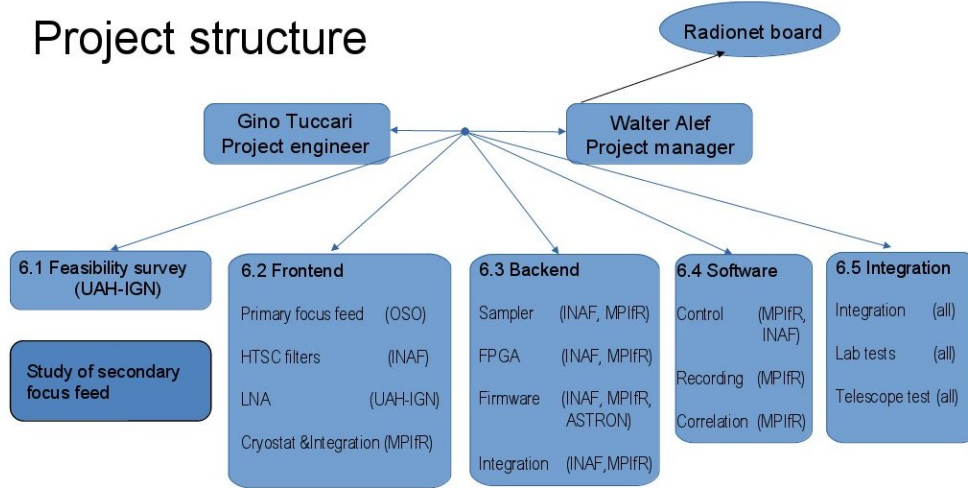 Project structure
Radionet board
Gino Tuccari
Project engineer
Walter Alef
Project manager
6.1 Feasibility survey
(UAH-IGN)
Study of secondary
focus feed
6.2 Frontend
Primary focus feed (OSO)
HTSC filters (INAF)
LNA (UAH-IGN)
Cryostat &Integration (MPIfR)
6.3 Backend
Sampler (INAF, MPIfR)
FPGA (INAF, MPIfR)
Firmware (INAF, MPIfR,
ASTRON)
Integration (INAF,MPIfR)
6.4 Software
Control (MPIfR,
INAF)
Recording (MPIfR)
Correlation (MPIfR)
6.5 Integration
Integration (all)
Lab tests (all)
Telescope test (all)